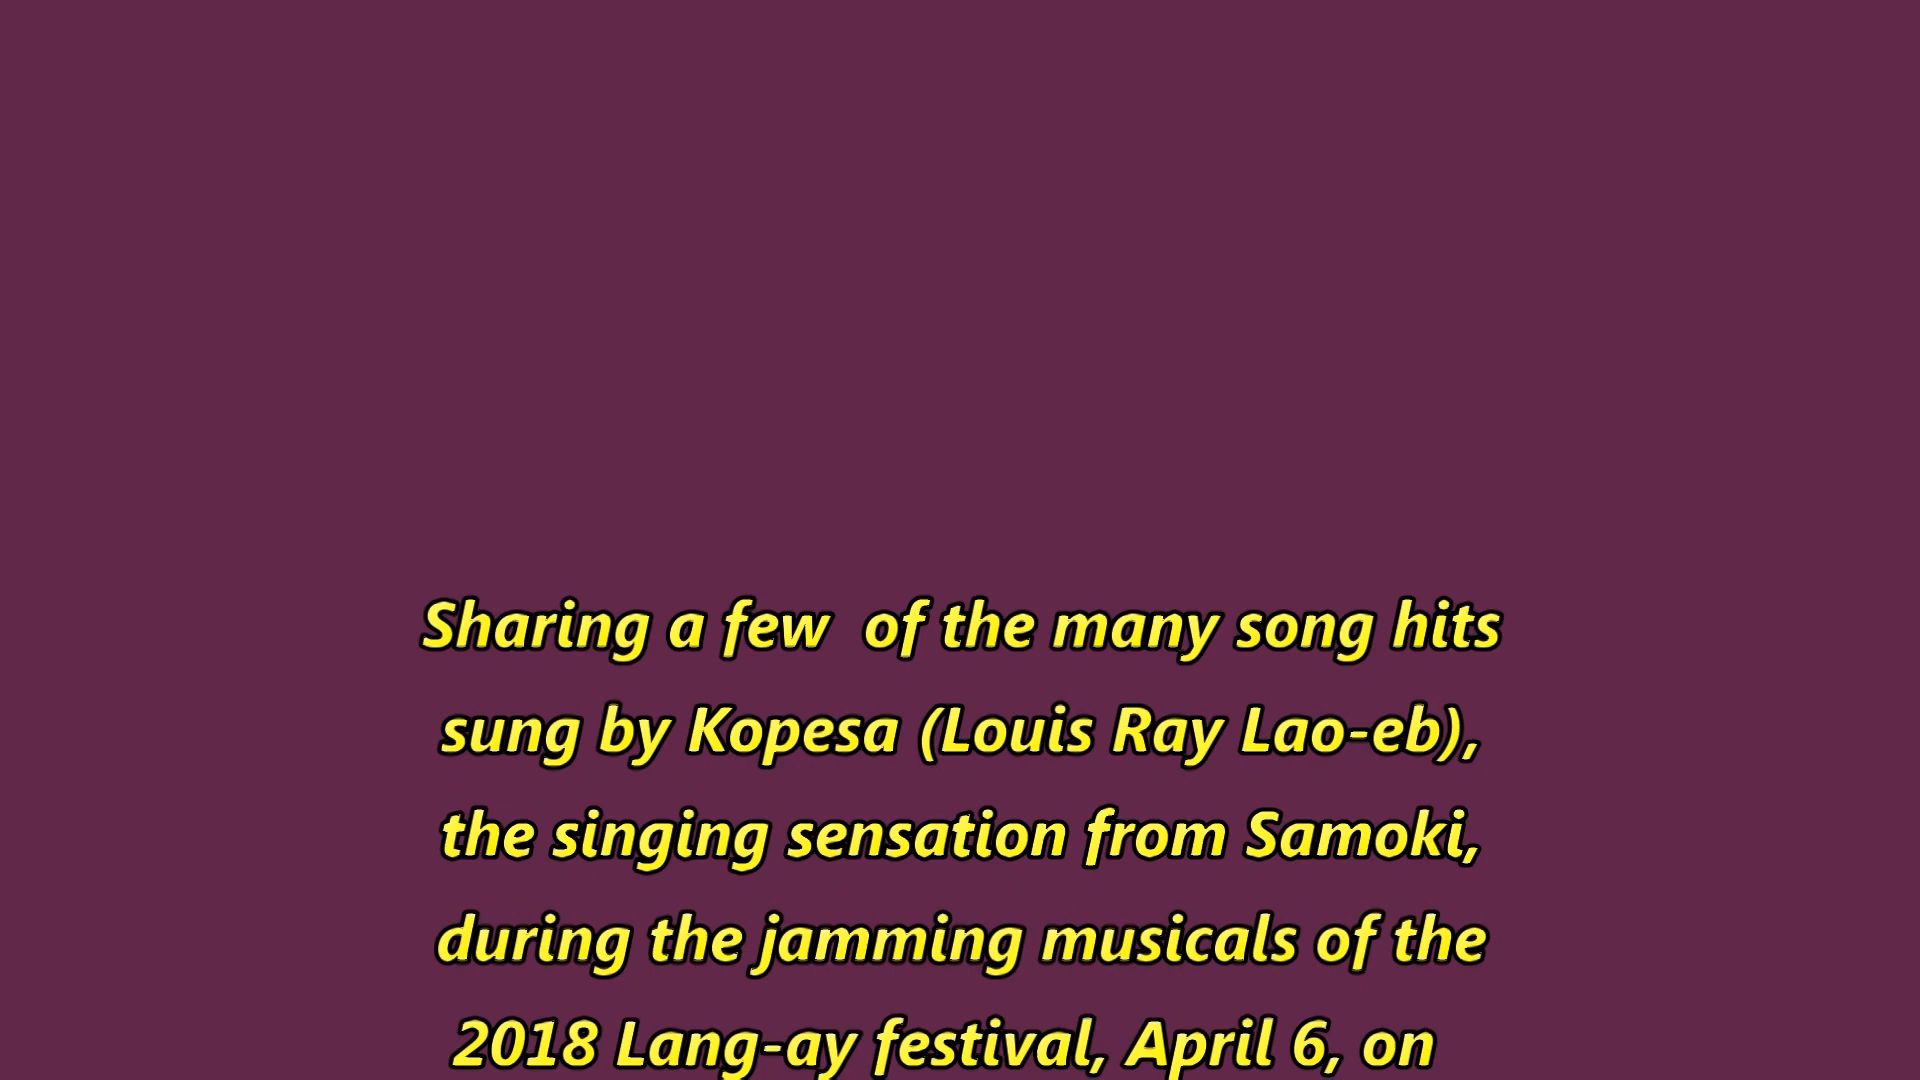 Sharing a few  of the many song hits
sung by Kopesa (Louis Ray Lao-eb),
the singing sensation from Samoki,
during the jamming musicals of the
2018 Lang-ay festival, April 6, on